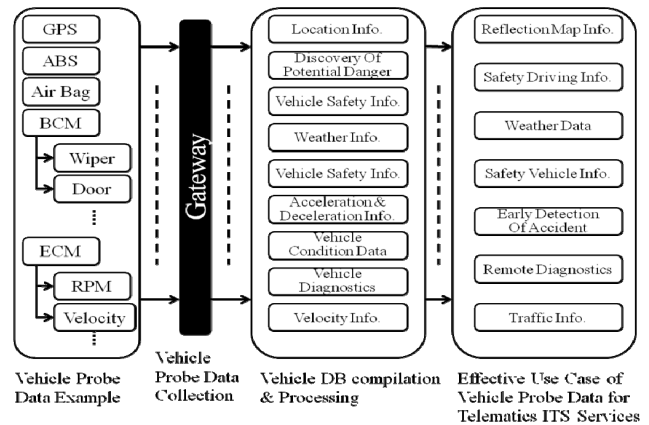 GPS
ABS
Air Bag
BCM
Wiper
Door
ECM
RPM
Velocity
Vehicle Probe
Data Example
Gateway
Vehicle
Probe Data
Collection
Location Info.
Discovery Of
Potential Danger
Vehicle Safety Info.
Weather Info.
Vehicle Safety Info.
Acceleration &
Deceleration Info.
Vehicle
Condition Data
Vehicle
Diagnostics
Velocity Info.
Vehicle DB compilation
& Processing
Reflection Map Info.
Safety Driving Info.
Weather Data
Safety Vehicle Info.
Early Detection
Of Accident
Remote Diagnostics
Traffic Info.
Effective Use Case of
Vehicle Probe Data for
Telematics ITS Services